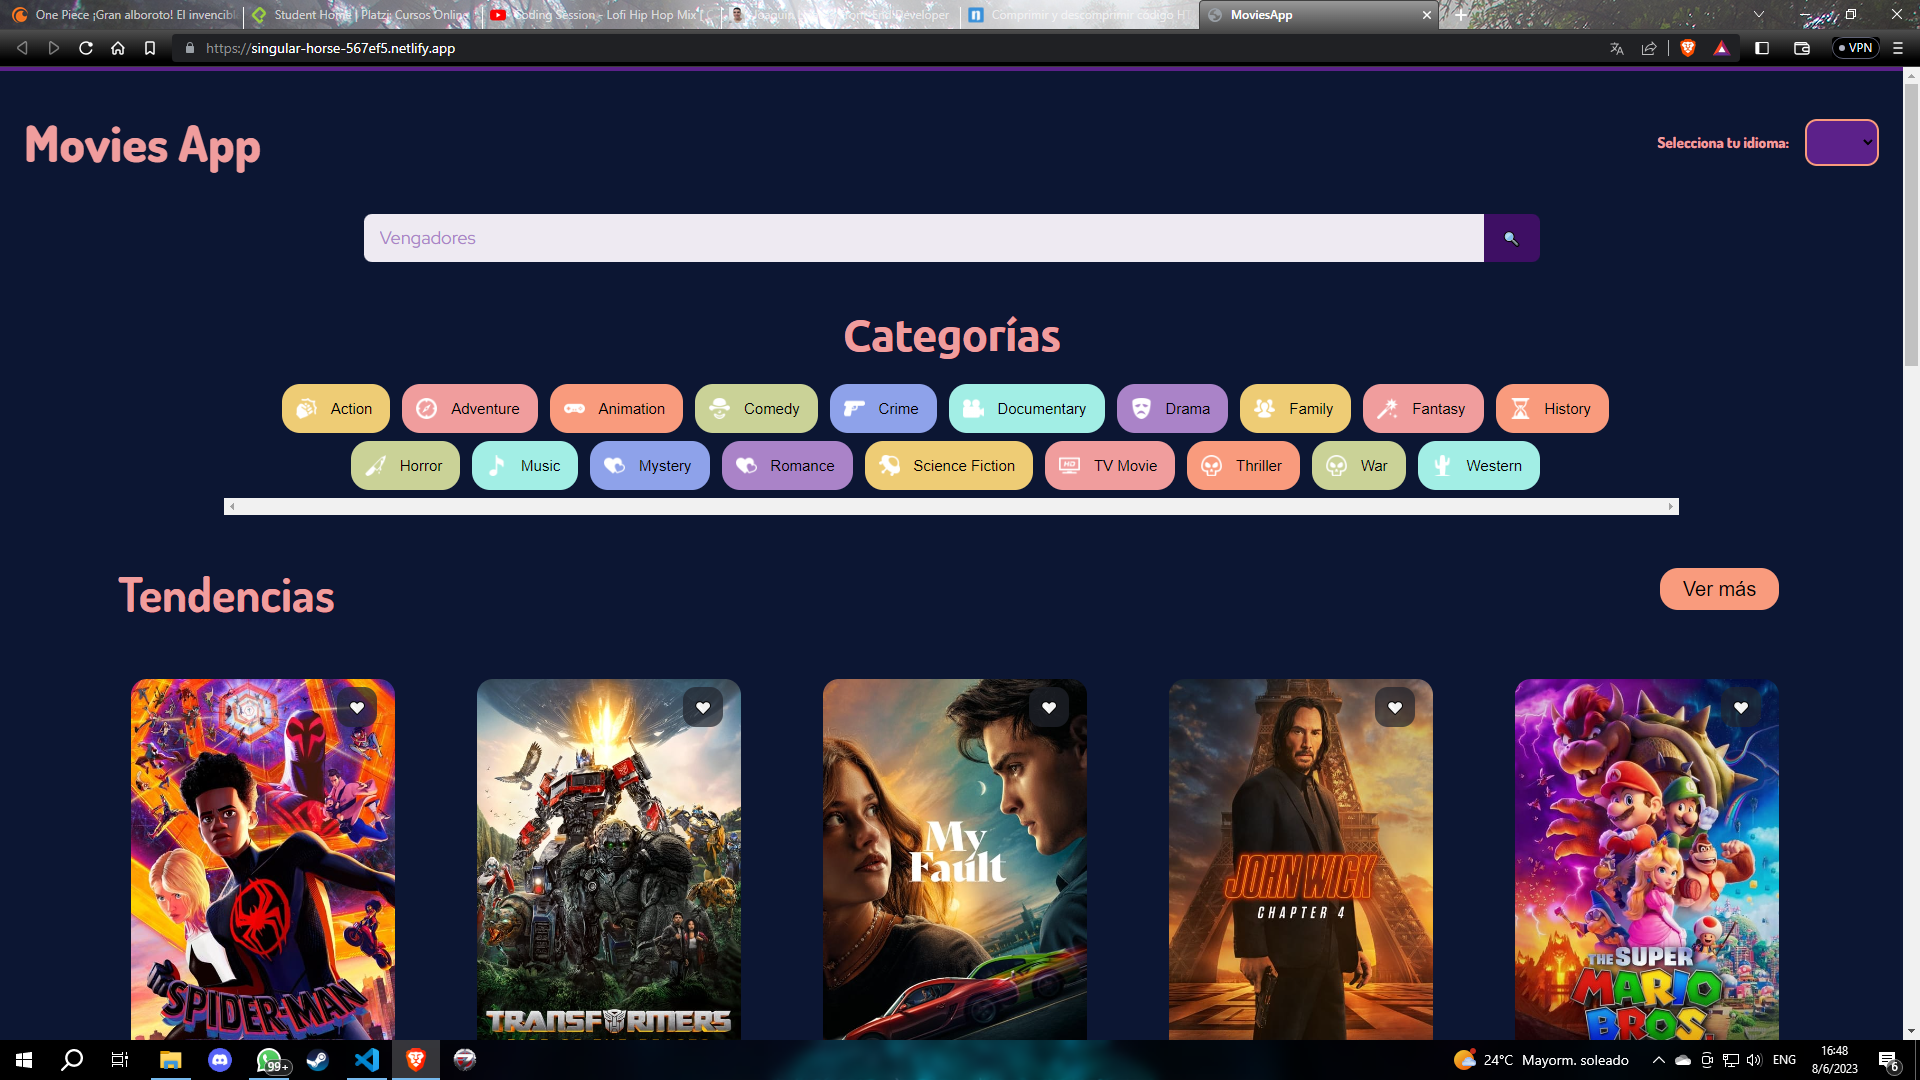 One Piece ¡Gran alboroto! El invencib
Student Home | Platzi: Cursos Online
Coding Session - Lofi Hip Hop Mix
Joaquin
Developer
Comprimir y descomprimir código H
MoviesApp
https://singular-horse-567ef5.netlify.app
VPN
Movies App
Selecciona tu idioma:
Vengadores
Categorías
Action
Adventure
Animation
Comedy
Crime
Documentary
Drama
Family
Fantasy
History
Horror
Music
Mystery
Romance
Science Fiction
HD
TV Movie
Thriller
War
Western
Tendencias
Ver más
SPIDER-MAN
TRANSFORMERS
My
Fault
JOHN WICK
CHAPTER 4
THE SUPER
MARIO
BROS.
99+
24°C Mayorm. soleado
ENG
16:48
8/6/2023
6